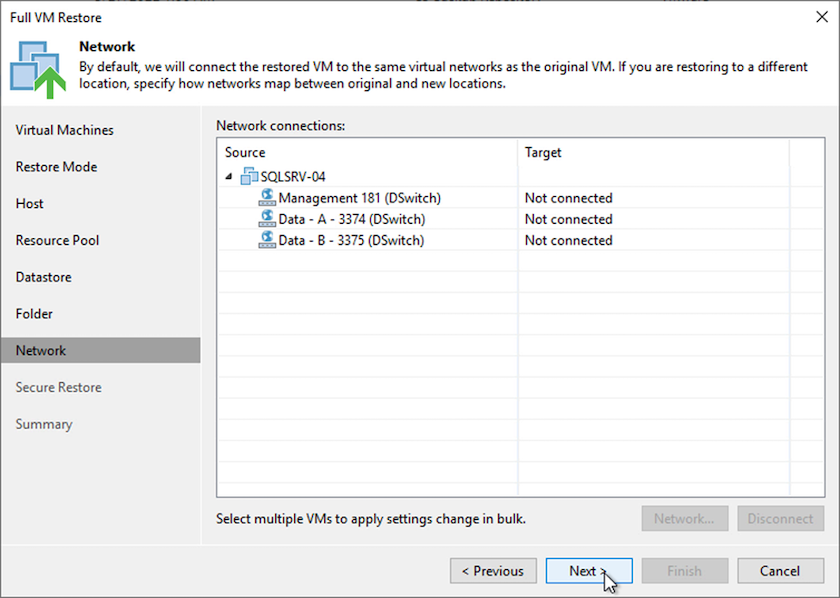 Full VM Restore
Network
By default, we will connect the restored VM to the same virtual networks as the original VM. If you are restoring to a different
location, specify how networks map between original and new locations.
Virtual Machines
Restore Mode
Host
Resource Pool
Datastore
Folder
Network
Secure Restore
Summary
Network connections:
Source Target
SQLSRV-04
Management 181 (DSwitch) Not connected
Data - A - 3374 (DSwitch) Not connected
Data - B - 3375 (DSwitch) Not connected
Select multiple VMs to apply settings change in bulk. Network... Disconnect
< Previous Next > Finish Cancel